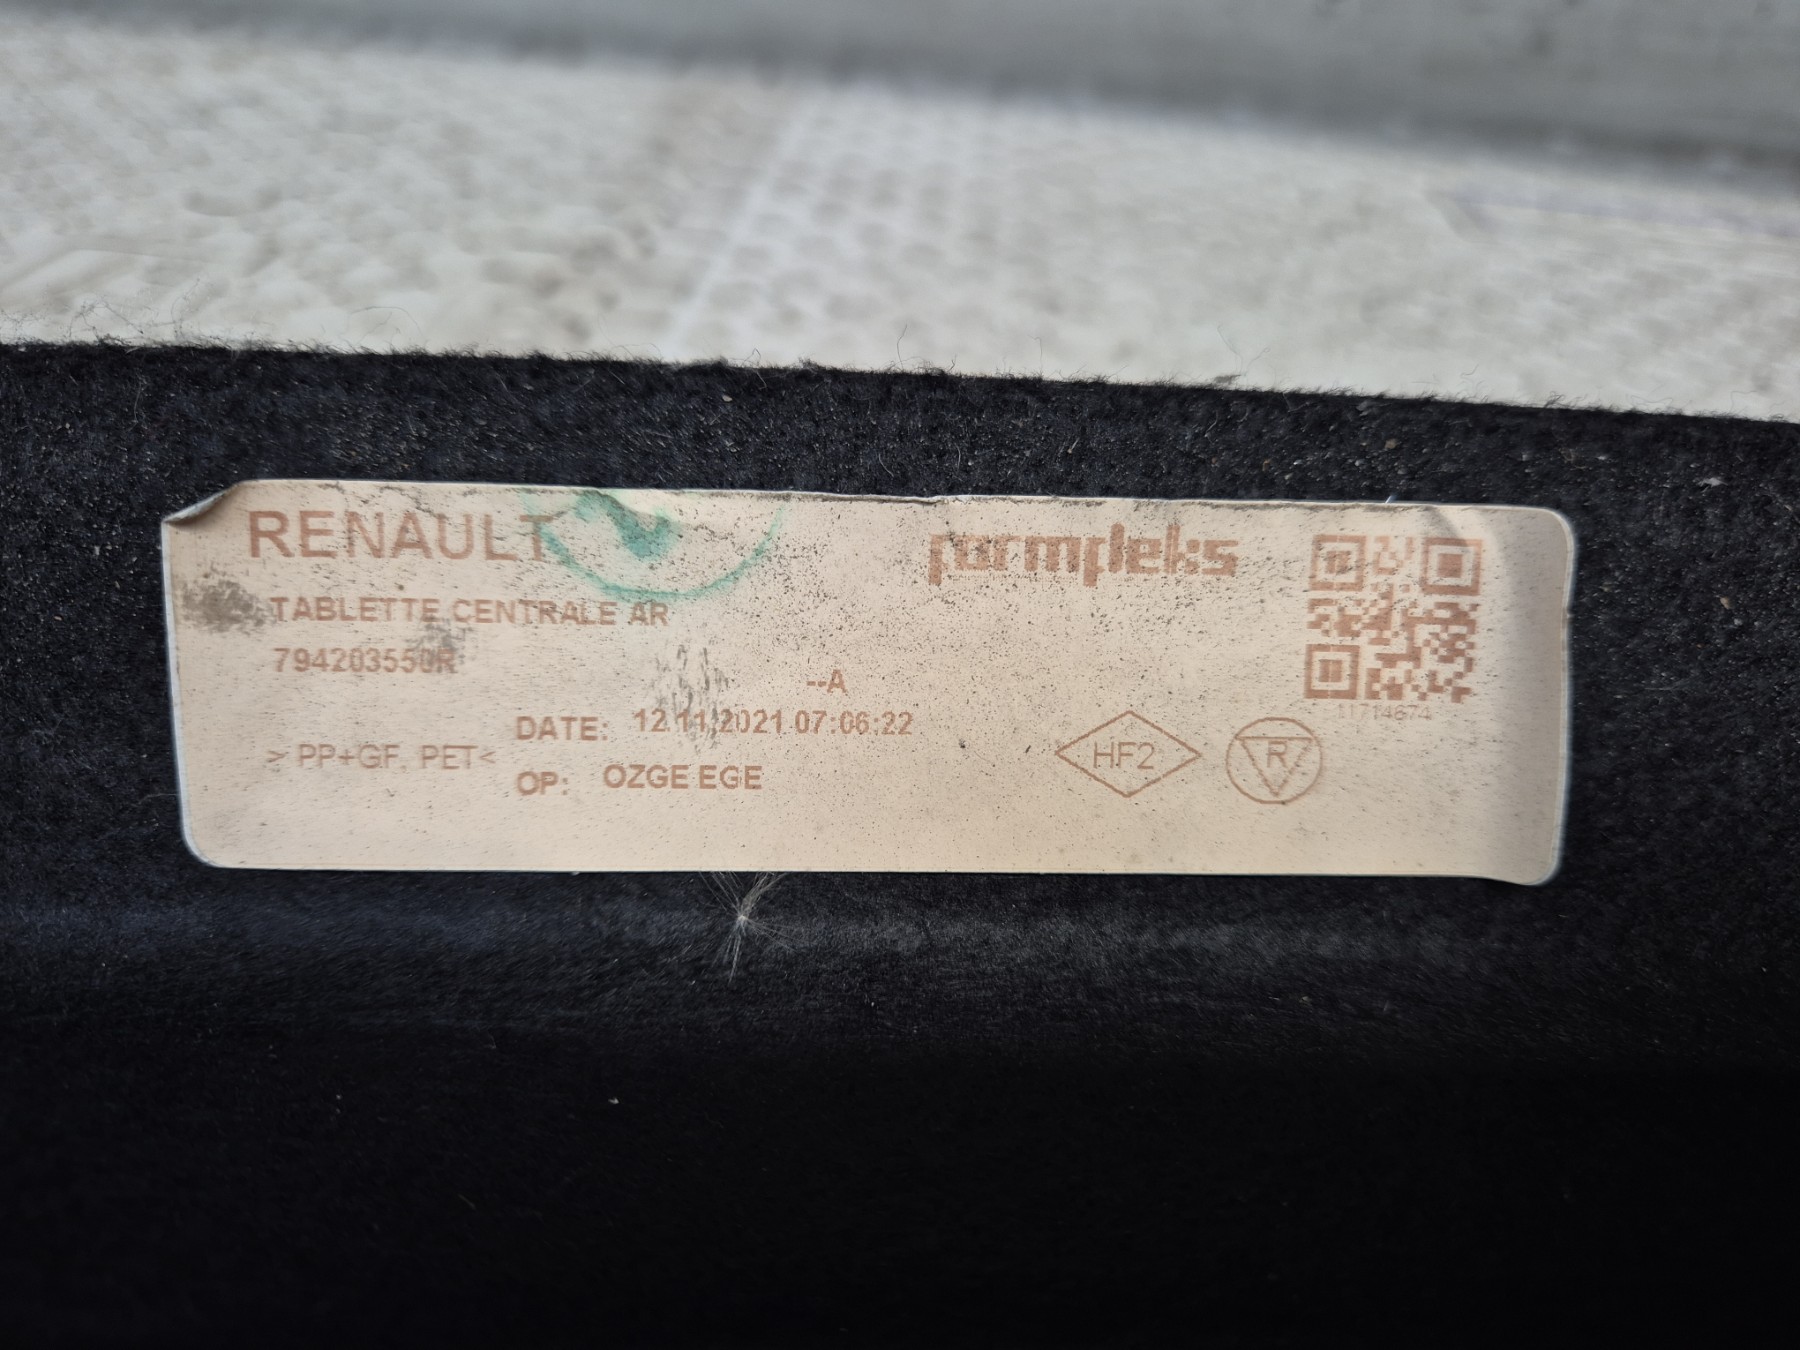 RENAULT
formpleks
TABLETTE CENTRALE AR
794203550R
--A
DATE: 12.11.2021 07:06:22
>PP+GF, PET<
OP: OZGE EGE
HF2
R
11714674